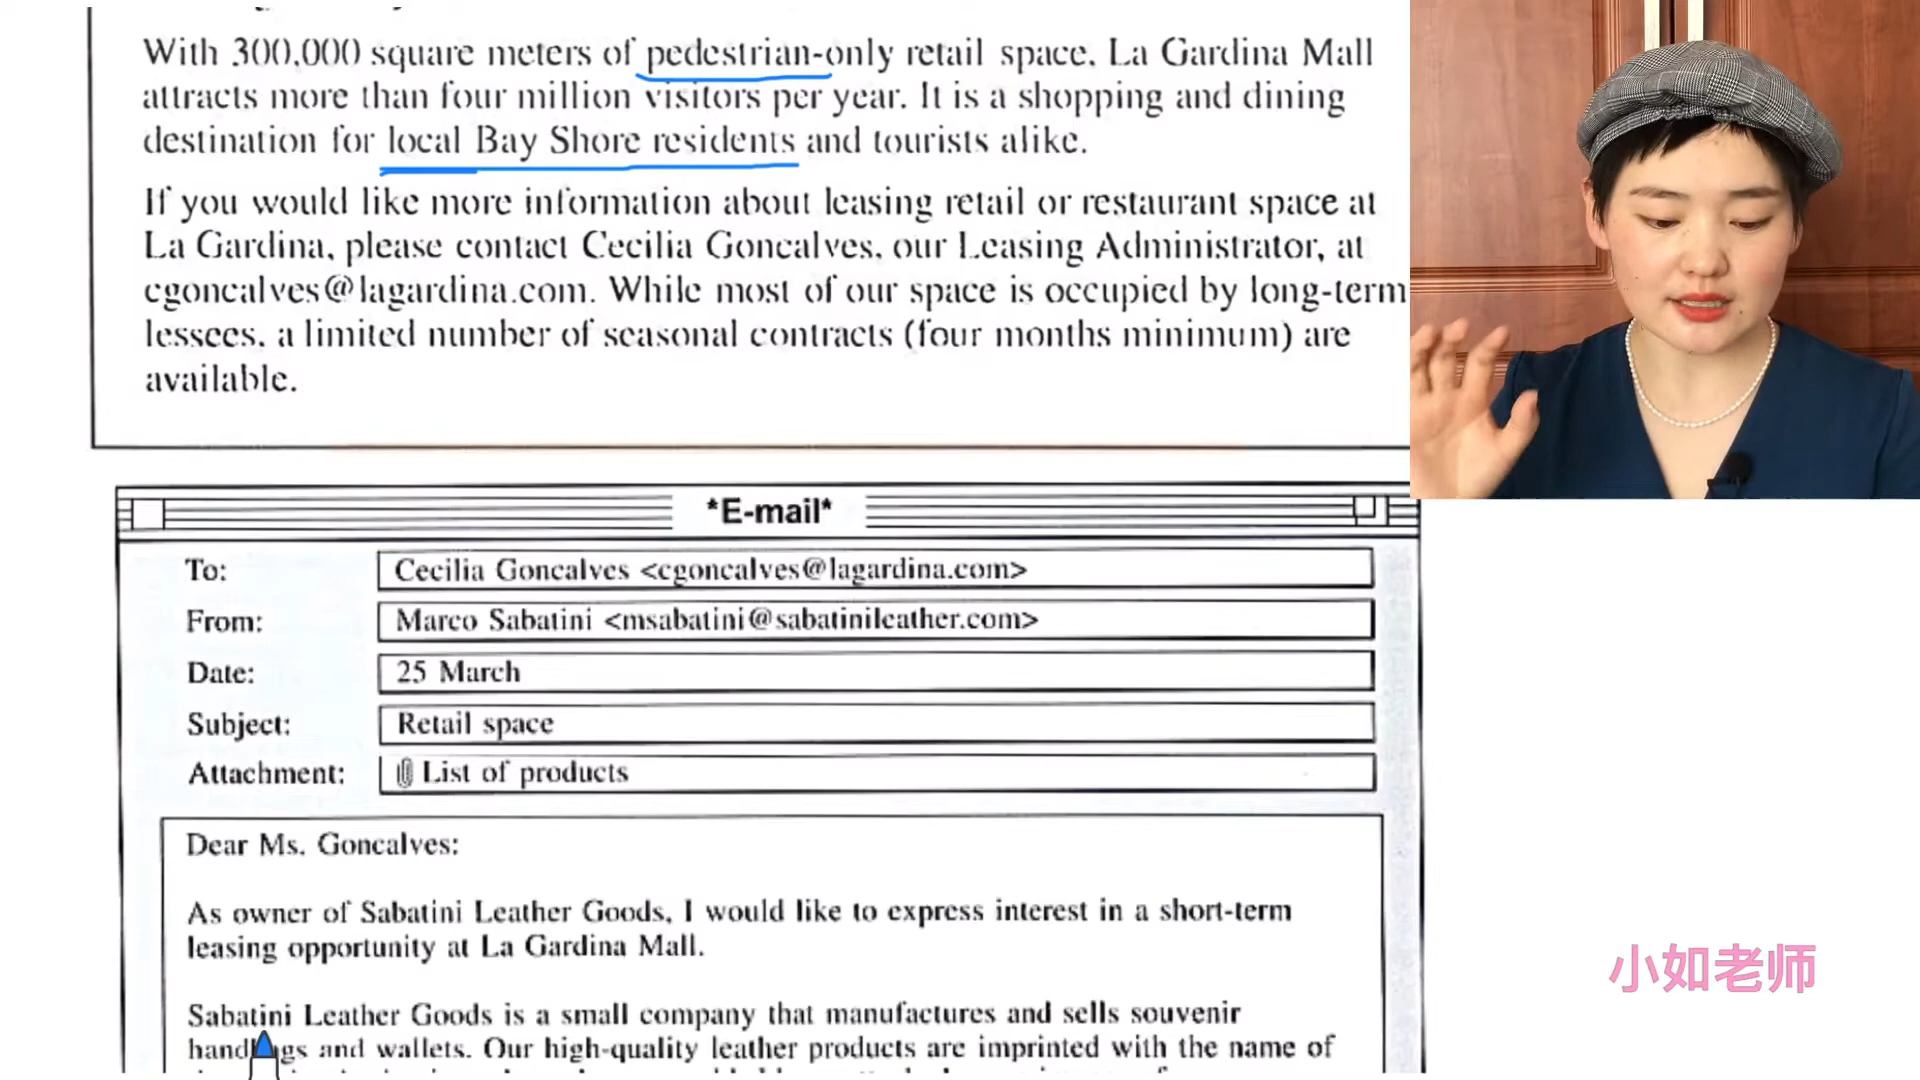 With 300,000 square meters of pedestrian-only retail space, La Gardina Mall
attracts more than four million visitors per year. It is a shopping and dining
destination for local Bay Shore residents and tourists alike.
If you would like more information about leasing retail or restaurant space at
La Gardina, please contact Cecilia Goncalves, our Leasing Administrator, at
cgoncalves@lagardina.com. While most of our space is occupied by long-term
lessees, a limited number of seasonal contracts (four months minimum) are
available.
*E-mail*
To: Cecilia Goncalves <cgoncalves@lagardina.com>
From: Marco Sabatini <msabatini@sabatinileather.com>
Date: 25 March
Subject: Retail space
Attachment: List of products
Dear Ms. Goncalves:
As owner of Sabatini Leather Goods, I would like to express interest in a short-term
leasing opportunity at La Gardina Mall.
小如老师
Sabatini Leather Goods is a small company that manufactures and sells souvenir
handbags and wallets. Our high-quality leather products are imprinted with the name of